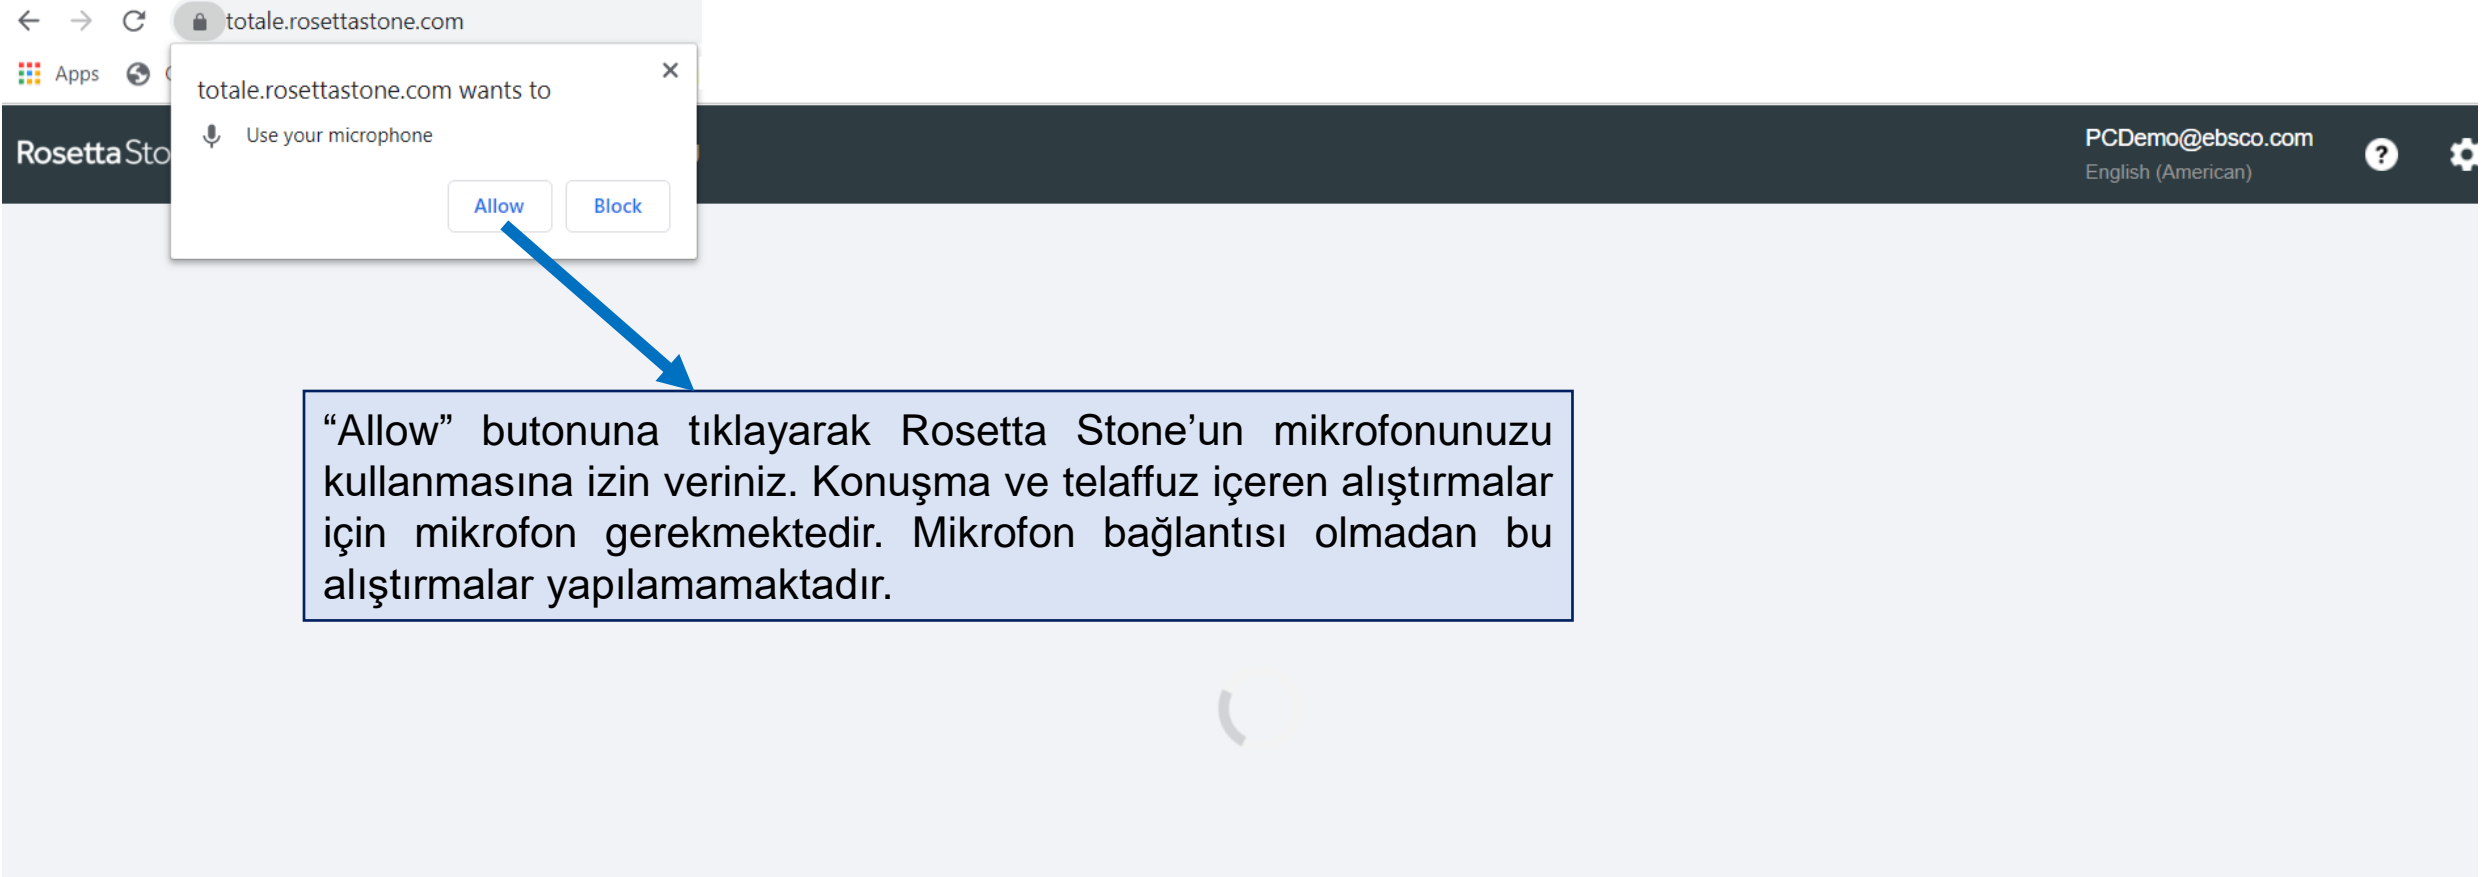 totale.rosettastone.com
Apps
totale.rosettastone.com wants to
Use your microphone
Allow Block
Rosetta Sto
PCDemo@ebsco.com
English (American)
“Allow” butonuna tıklayarak Rosetta Stone’un mikrofonunuzu
kullanmasına izin veriniz. Konuşma ve telaffuz içeren alıştırmalar
için mikrofon gerekmektedir. Mikrofon bağlantısı olmadan bu
alıştırmalar yapılamamaktadır.